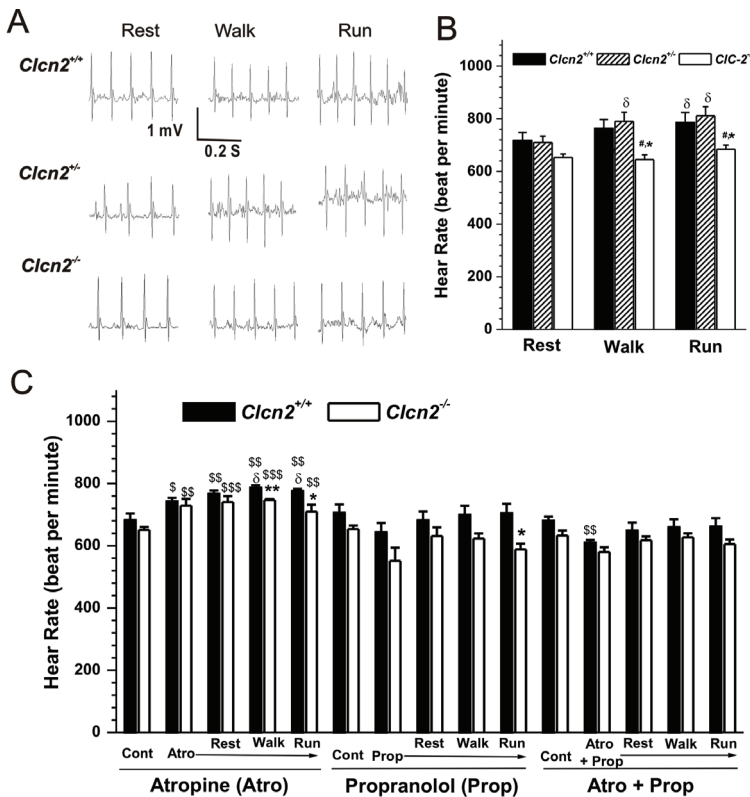 A
Rest Walk Run
Clcn2+/+
1 mV
0.2 S
Clcn2+/-
Clcn2-/-
B
Clcn2+/+ Clcn2+/- ClC-2-
1000
800
600
400
200
0
Hear Rate (beat per minute)
δ
#,*
δ δ
#,*
Rest Walk Run
C
Clcn2+/+ Clcn2-/-
1000
800
600
400
200
0
Hear Rate (beat per minute)
$ $$
$$ $$$
$$
δ
$$$
**
$$
δ
$$
*
*
$$
Cont Atro Rest Walk Run
Atropine (Atro)
Cont Prop Rest Walk Run
Propranolol (Prop)
Cont Atro + Prop Rest Walk Run
Atro + Prop